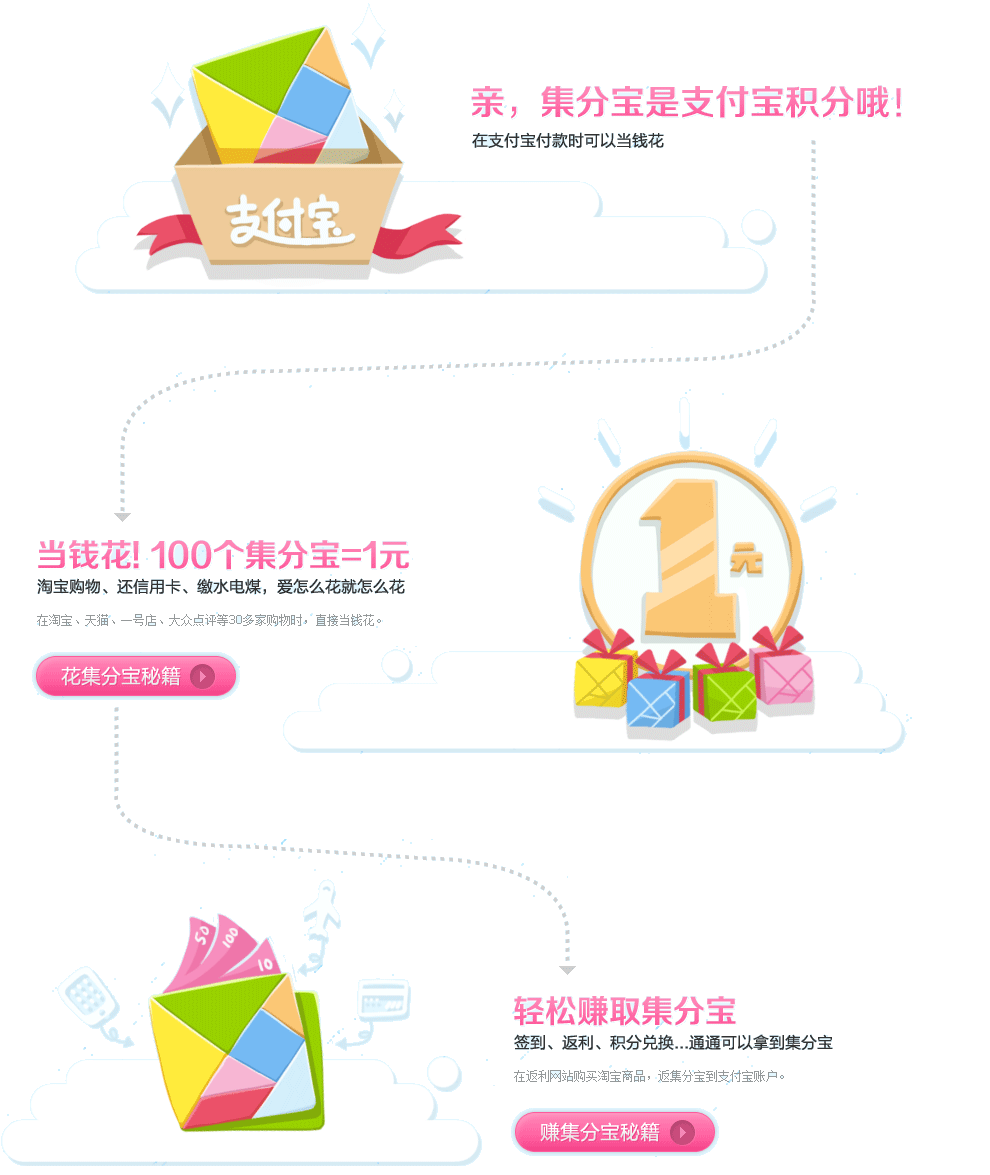 亲，集分宝是支付宝积分哦！
在支付宝付款时可以当钱花
支付宝
当钱花! 100个集分宝=1元
淘宝购物、还信用卡、缴水电煤，爱怎么花就怎么花
在淘宝、天猫、一号店、大众点评等30多家购物时，直接当钱花。
花集分宝秘籍
1元
50
100
10
轻松赚取集分宝
签到、返利、积分兑换...通通可以拿到集分宝
在返利网站购买淘宝商品，返集分宝到支付宝账户。
赚集分宝秘籍